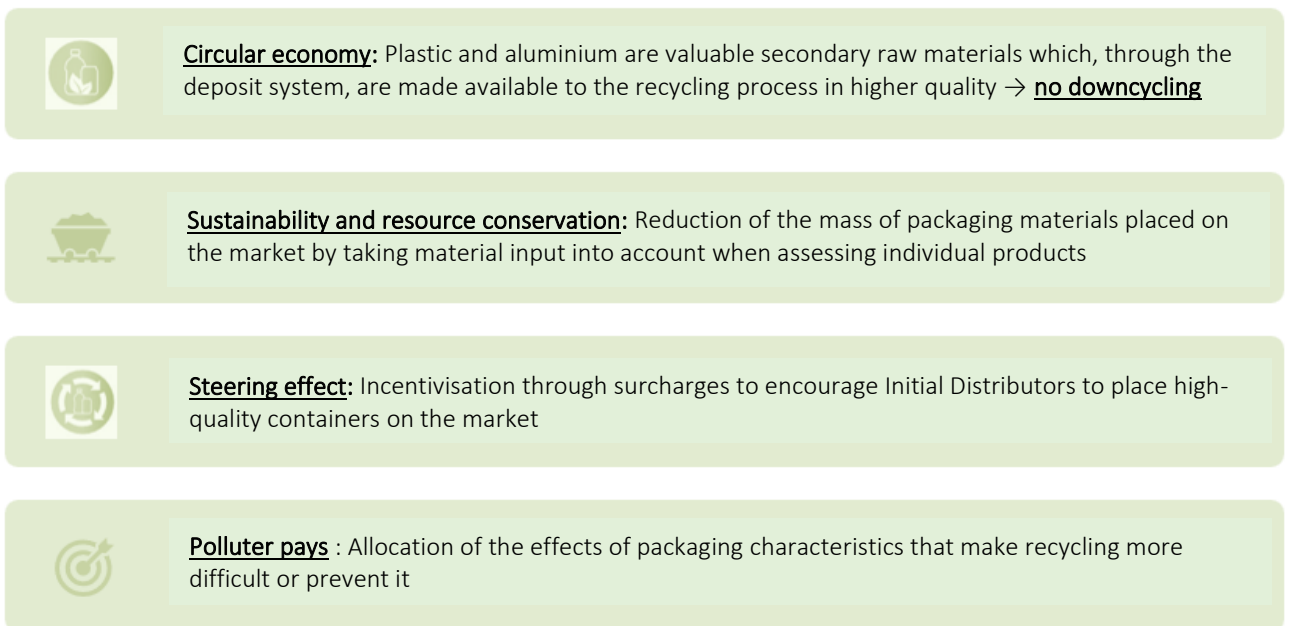 Circular economy: Plastic and aluminium are valuable secondary raw materials which, through the
deposit system, are made available to the recycling process in higher quality → no downcycling
Sustainability and resource conservation: Reduction of the mass of packaging materials placed on
the market by taking material input into account when assessing individual products
Steering effect: Incentivisation through surcharges to encourage Initial Distributors to place high-
quality containers on the market
Polluter pays : Allocation of the effects of packaging characteristics that make recycling more
difficult or prevent it